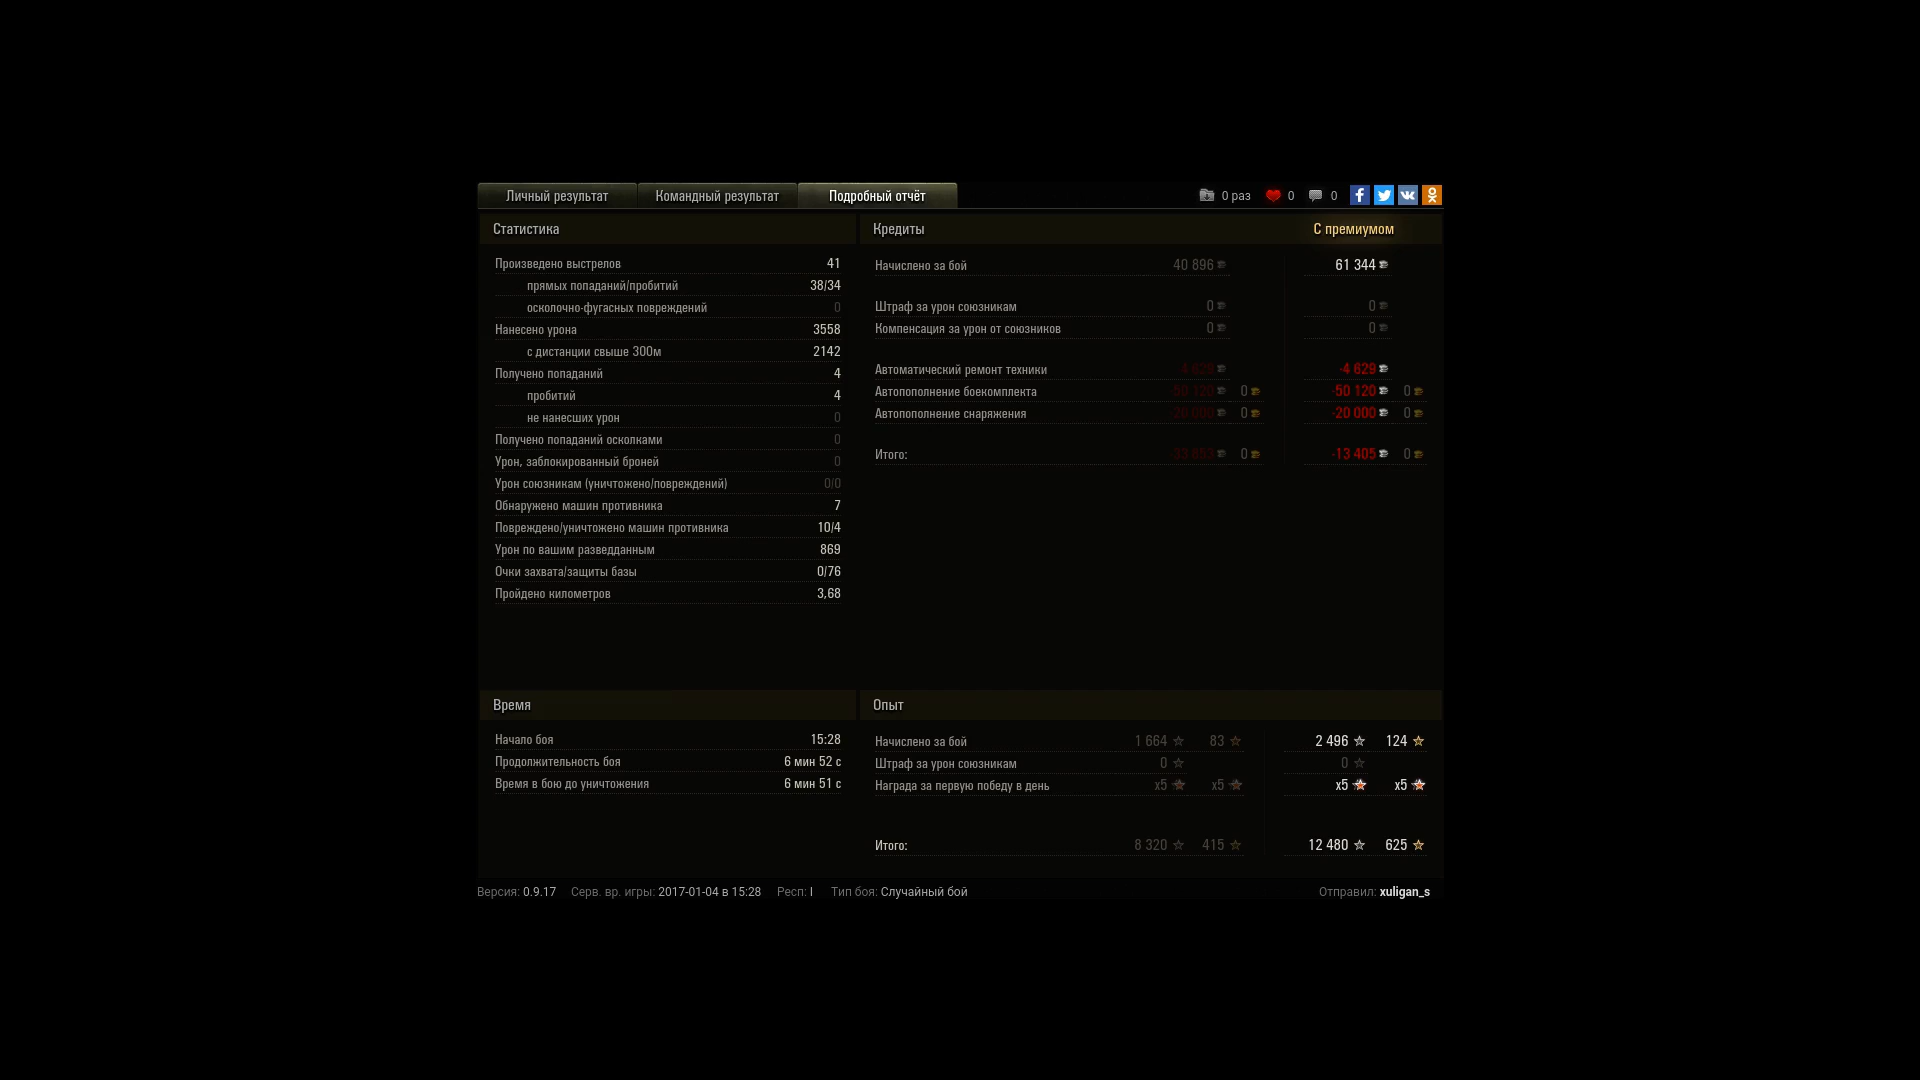 Личный результат Командный результат Подробный отчёт 0 раз 0 0
Статистика
Произведено выстрелов 41
прямых попаданий/пробитий 38/34
осколочно-фугасных повреждений 0
Нанесено урона 3558
с дистанции свыше 300м 2142
Получено попаданий 4
пробитий 4
не нанесших урон 0
Получено попаданий осколками 0
Урон, заблокированный броней 0
Урон союзникам (уничтожено/повреждений) 0/0
Обнаружено машин противника 7
Повреждено/уничтожено машин противника 10/4
Урон по вашим разведданным 869
Очки захвата/защиты базы 0/76
Пройдено километров 3,68
Кредиты С премиумом
Начислено за бой 40 896 61 344
Штраф за урон союзникам 0 0
Компенсация за урон от союзников 0 0
Автоматический ремонт техники -4 629 -4 629
Автопополнение боекомплекта -50 120 0 -50 120 0
Автопополнение снаряжения -20 000 0 -20 000 0
Итого: -33 853 0 -13 405 0
Время
Начало боя 15:28
Продолжительность боя 6 мин 52 с
Время в бою до уничтожения 6 мин 51 с
Опыт
Начислено за бой 1 664 83 2 496 124
Штраф за урон союзникам 0 0
Награда за первую победу в день x5 x5 x5 x5
Итого: 8 320 415 12 480 625
Версия: 0.9.17 Серв. вр. игры: 2017-01-04 в 15:28 Респ: I Тип боя: Случайный бой Отправил: xuligan_s